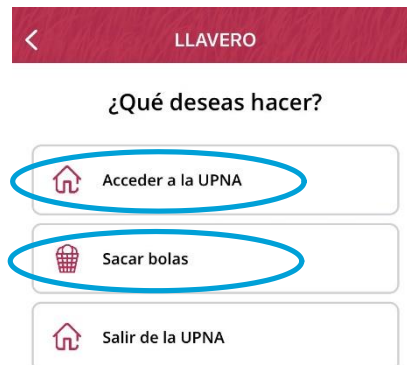 LLAVERO
¿Qué deseas hacer?
Acceder a la UPNA
Sacar bolas
Salir de la UPNA